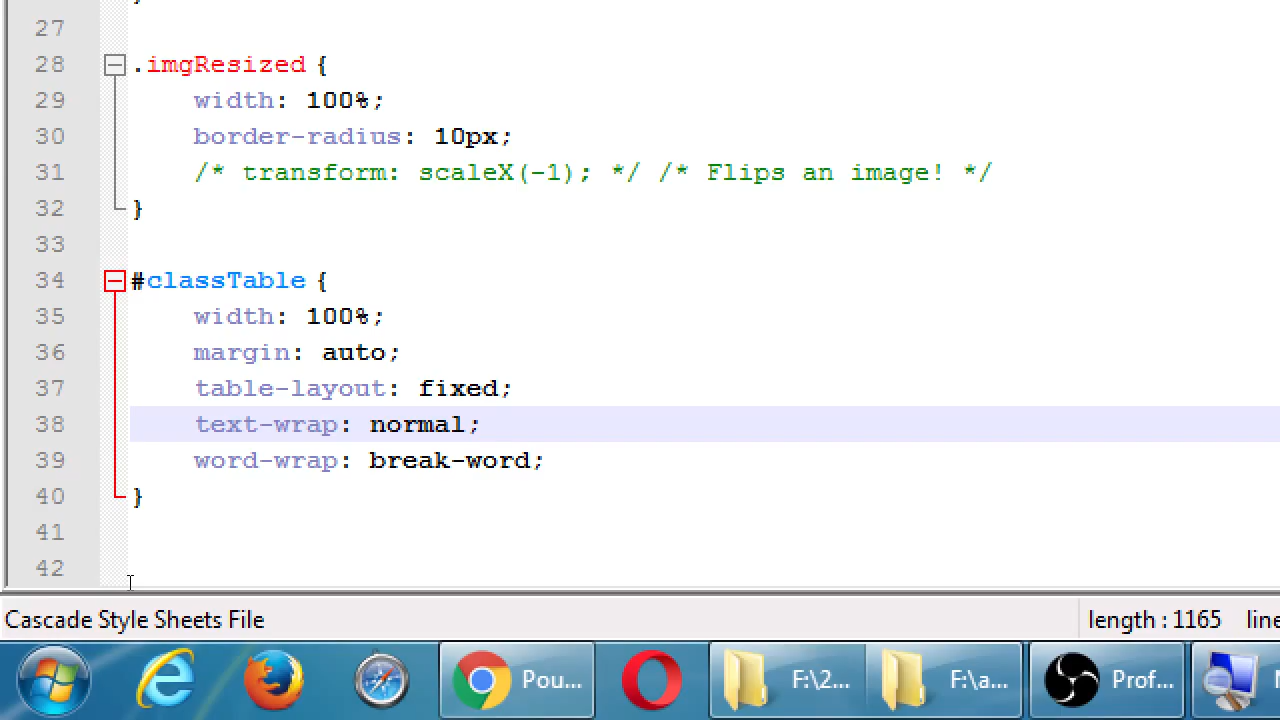 27
28 .imgResized {
29 width: 100%;
30 border-radius: 10px;
31 /* transform: scaleX(-1); */ /* Flips an image! */
32 }
33
34 #classTable {
35 width: 100%;
36 margin: auto;
37 table-layout: fixed;
38 text-wrap: normal;
39 word-wrap: break-word;
40 }
41
42
Cascade Style Sheets File length : 1165 line
Pou... F:\2... F:\a... Prof...